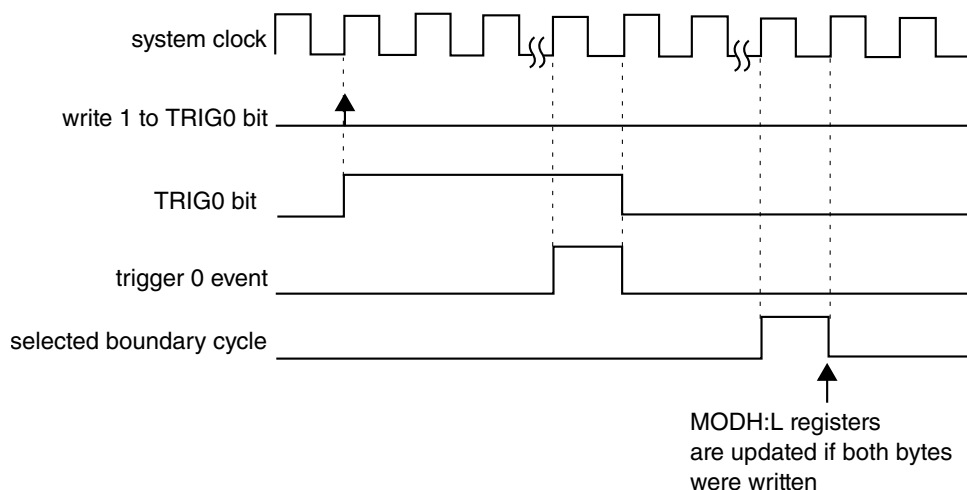 system clock
write 1 to TRIG0 bit
TRIG0 bit
trigger 0 event
selected boundary cycle
MODH:L registers
are updated if both bytes
were written